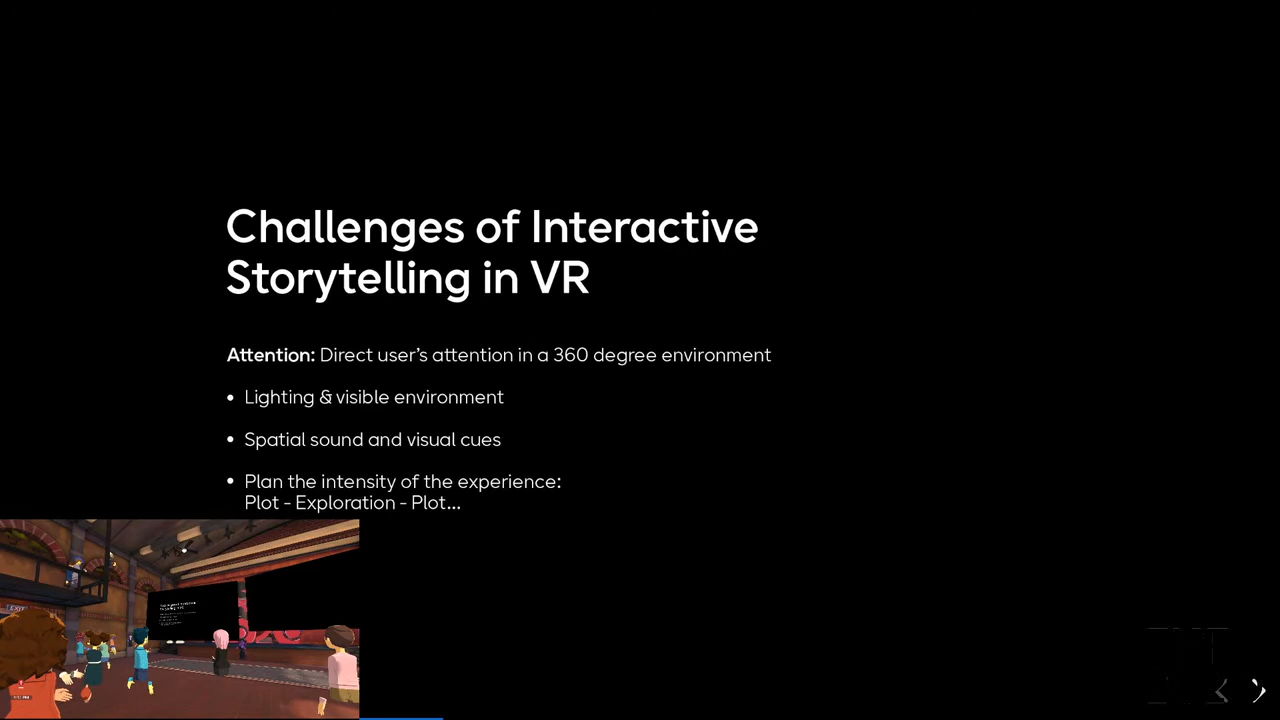 Challenges of Interactive
Storytelling in VR
Attention: Direct user's attention in a 360 degree environment
• Lighting & visible environment
• Spatial sound and visual cues
• Plan the intensity of the experience:
Plot - Exploration - Plot...
EXIT